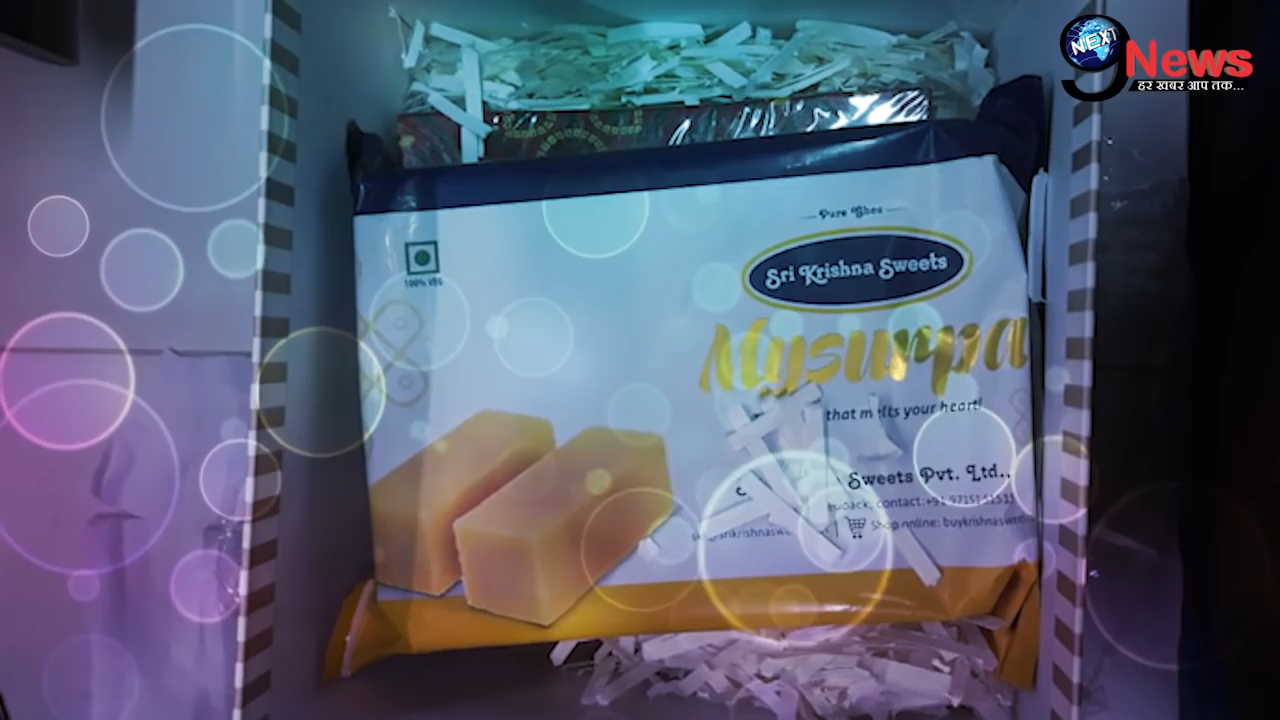 NEXT
9 News
हर खबर आप तक...
Pure Ghee
Sri Krishna Sweets
100% VEG
Mysurpa
that melts your heart!
Sweets Pvt. Ltd.,
contact:
Shop online: